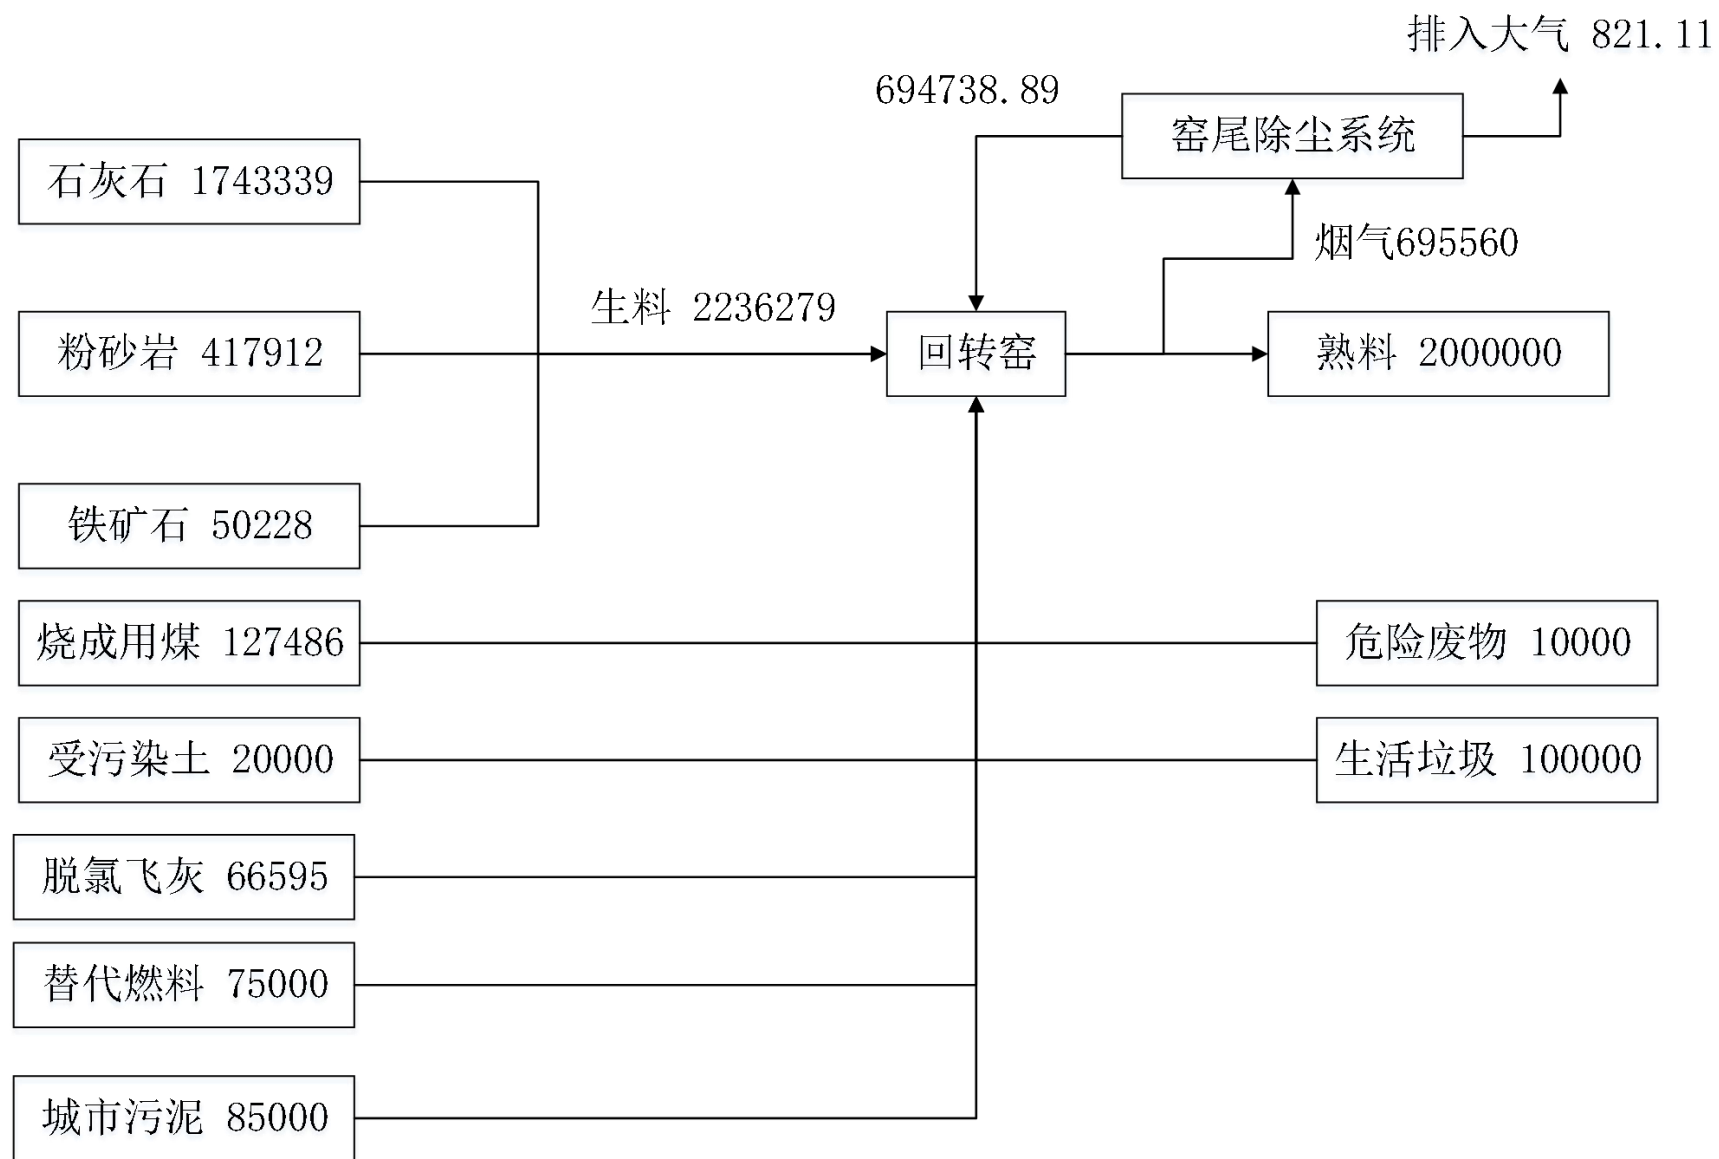 排入大气 821.11
694738.89
窑尾除尘系统
石灰石 1743339
烟气695560
生料 2236279
粉砂岩 417912
回转窑
熟料 2000000
铁矿石 50228
烧成用煤 127486
危险废物 10000
受污染土 20000
生活垃圾 100000
脱氯飞灰 66595
替代燃料 75000
城市污泥 85000